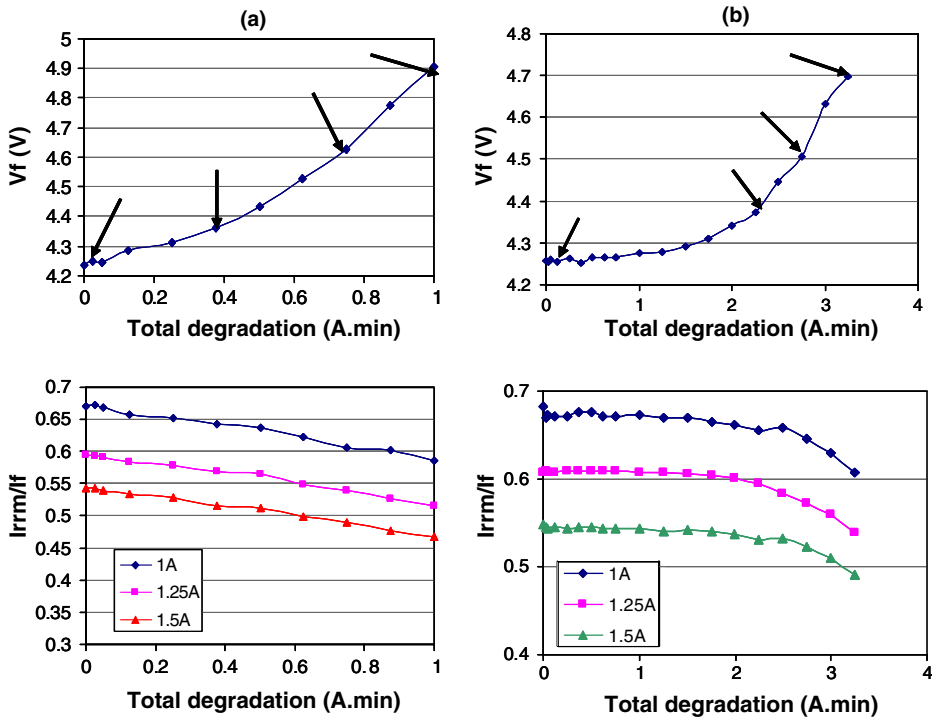 (a)
5
4.9
4.8
4.7
4.6
4.5
4.4
4.3
4.2
Vf (V)
0 0.2 0.4 0.6 0.8 1
Total degradation (A.min)
(b)
4.8
4.7
4.6
4.5
4.4
4.3
4.2
Vf (V)
0 1 2 3 4
Total degradation (A.min)
0.7
0.65
0.6
0.55
0.5
0.45
0.4
0.35
0.3
Irrm/If
1A
1.25A
1.5A
0 0.2 0.4 0.6 0.8 1
Total degradation (A.min)
0.7
0.6
0.5
0.4
Irrm/If
1A
1.25A
1.5A
0 1 2 3 4
Total degradation (A.min)